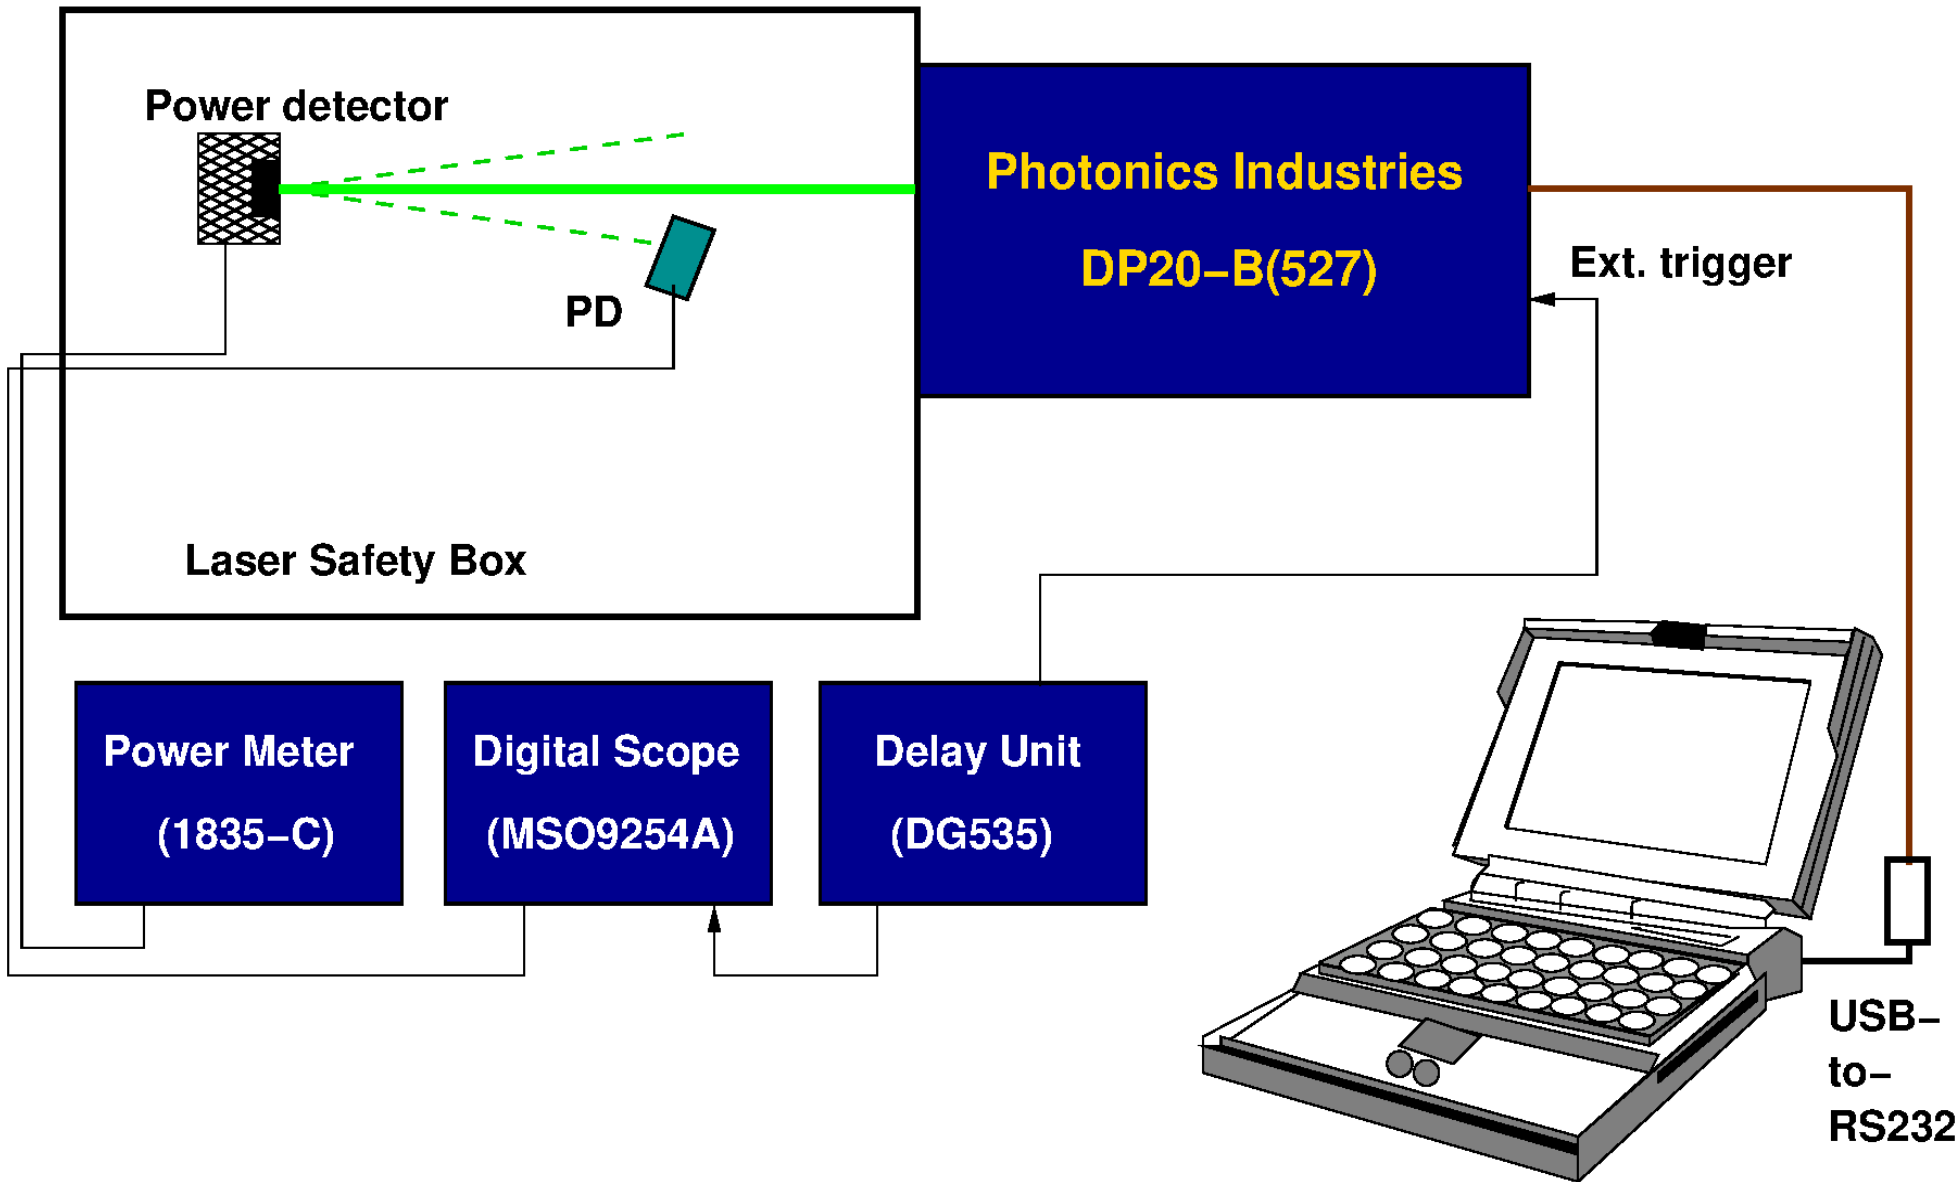 Power detector
Photonics Industries
DP20−B(527)
Ext. trigger
PD
Laser Safety Box
Power Meter
(1835−C)
Digital Scope
(MSO9254A)
Delay Unit
(DG535)
USB−
to−
RS232